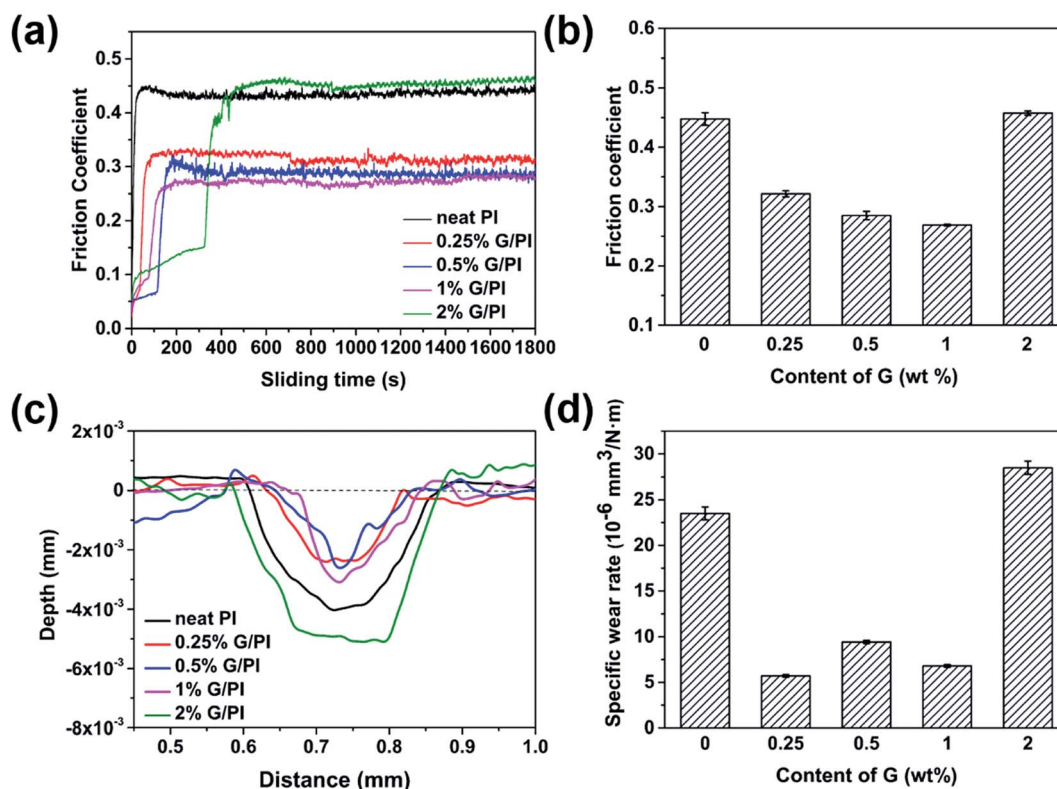 (a)
Friction Coefficient
0.5
0.4
0.3
0.2
0.1
0.0
neat PI
0.25% G/PI
0.5% G/PI
1% G/PI
2% G/PI
0 200 400 600 800 1000 1200 1400 1600 1800
Sliding time (s)
(b)
Friction coefficient
0.6
0.5
0.4
0.3
0.2
0.1
0 0.25 0.5 1 2
Content of G (wt %)
(c)
Depth (mm)
2x10⁻³
0
-2x10⁻³
-4x10⁻³
-6x10⁻³
-8x10⁻³
neat PI
0.25% G/PI
0.5% G/PI
1% G/PI
2% G/PI
0.5 0.6 0.7 0.8 0.9 1.0
Distance (mm)
(d)
Specific wear rate (10⁻⁶ mm³/N·m)
30
25
20
15
10
5
0
0 0.25 0.5 1 2
Content of G (wt%)